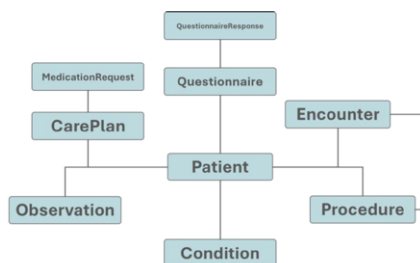 QuestionnaireResponse
MedicationRequest
Questionnaire
CarePlan
Encounter
Patient
Observation
Procedure
Condition